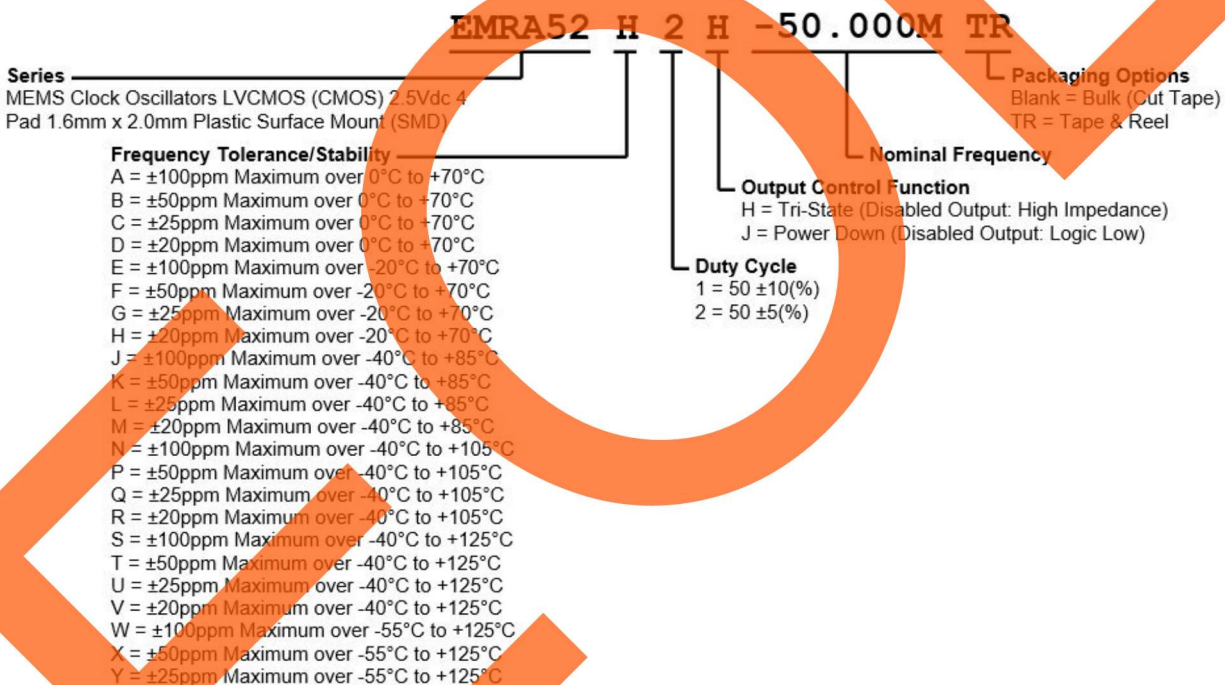 EMRA52 H 2 H -50.000M TR
Series
MEMS Clock Oscillators LVCMOS (CMOS) 2.5Vdc 4
Pad 1.6mm x 2.0mm Plastic Surface Mount (SMD)
Packaging Options
Blank = Bulk (Cut Tape)
TR = Tape & Reel
Frequency Tolerance/Stability
A = ±100ppm Maximum over 0°C to +70°C
B = ±50ppm Maximum over 0°C to +70°C
C = ±25ppm Maximum over 0°C to +70°C
D = ±20ppm Maximum over 0°C to +70°C
E = ±100ppm Maximum over -20°C to +70°C
F = ±50ppm Maximum over -20°C to +70°C
G = ±25ppm Maximum over -20°C to +70°C
H = ±20ppm Maximum over -20°C to +70°C
J = ±100ppm Maximum over -40°C to +85°C
K = ±50ppm Maximum over -40°C to +85°C
L = ±25ppm Maximum over -40°C to +85°C
M = ±20ppm Maximum over -40°C to +85°C
N = ±100ppm Maximum over -40°C to +105°C
P = ±50ppm Maximum over -40°C to +105°C
Q = ±25ppm Maximum over -40°C to +105°C
R = ±20ppm Maximum over -40°C to +105°C
S = ±100ppm Maximum over -40°C to +125°C
T = ±50ppm Maximum over -40°C to +125°C
U = ±25ppm Maximum over -40°C to +125°C
V = ±20ppm Maximum over -40°C to +125°C
W = ±100ppm Maximum over -55°C to +125°C
X = ±50ppm Maximum over -55°C to +125°C
Y = ±25ppm Maximum over -55°C to +125°C
Nominal Frequency
Output Control Function
H = Tri-State (Disabled Output: High Impedance)
J = Power Down (Disabled Output: Logic Low)
Duty Cycle
1 = 50 ±10(%)
2 = 50 ±5(%)